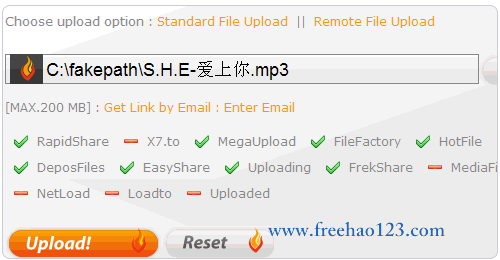 Choose upload option : Standard File Upload || Remote File Upload
C:\fakepath\S.H.E-爱上你.mp3
[MAX.200 MB] : Get Link by Email : Enter Email
RapidShare X7.to MegaUpload FileFactory HotFile
DeposFiles EasyShare Uploading FrekShare MediaFi
NetLoad Loadto Uploaded
Upload! Reset www.freehao123.com